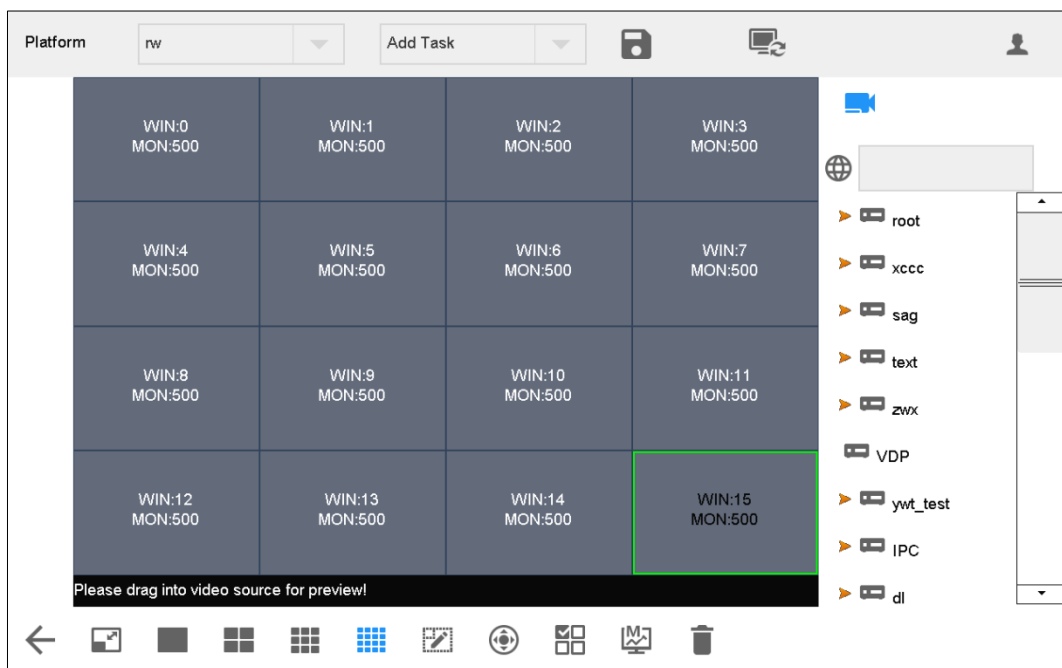 Platform
rw
Add Task
WIN:0
MON:500
WIN:1
MON:500
WIN:2
MON:500
WIN:3
MON:500
WIN:4
MON:500
WIN:5
MON:500
WIN:6
MON:500
WIN:7
MON:500
WIN:8
MON:500
WIN:9
MON:500
WIN:10
MON:500
WIN:11
MON:500
WIN:12
MON:500
WIN:13
MON:500
WIN:14
MON:500
WIN:15
MON:500
Please drag into video source for preview!
root
xccc
sag
text
zwx
VDP
ywt_test
IPC
dl
M